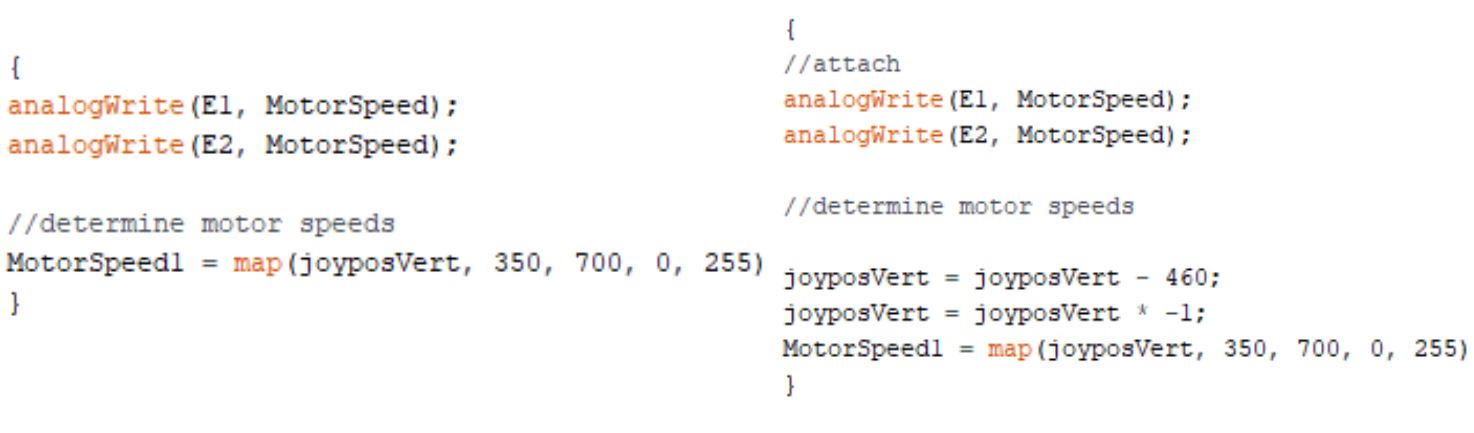 {
analogWrite(E1, MotorSpeed);
analogWrite(E2, MotorSpeed);
//determine motor speeds
MotorSpeed1 = map(joyposVert, 350, 700, 0, 255)
}
{
//attach
analogWrite(E1, MotorSpeed);
analogWrite(E2, MotorSpeed);
//determine motor speeds
joyposVert = joyposVert - 460;
joyposVert = joyposVert * -1;
MotorSpeed1 = map(joyposVert, 350, 700, 0, 255)
}